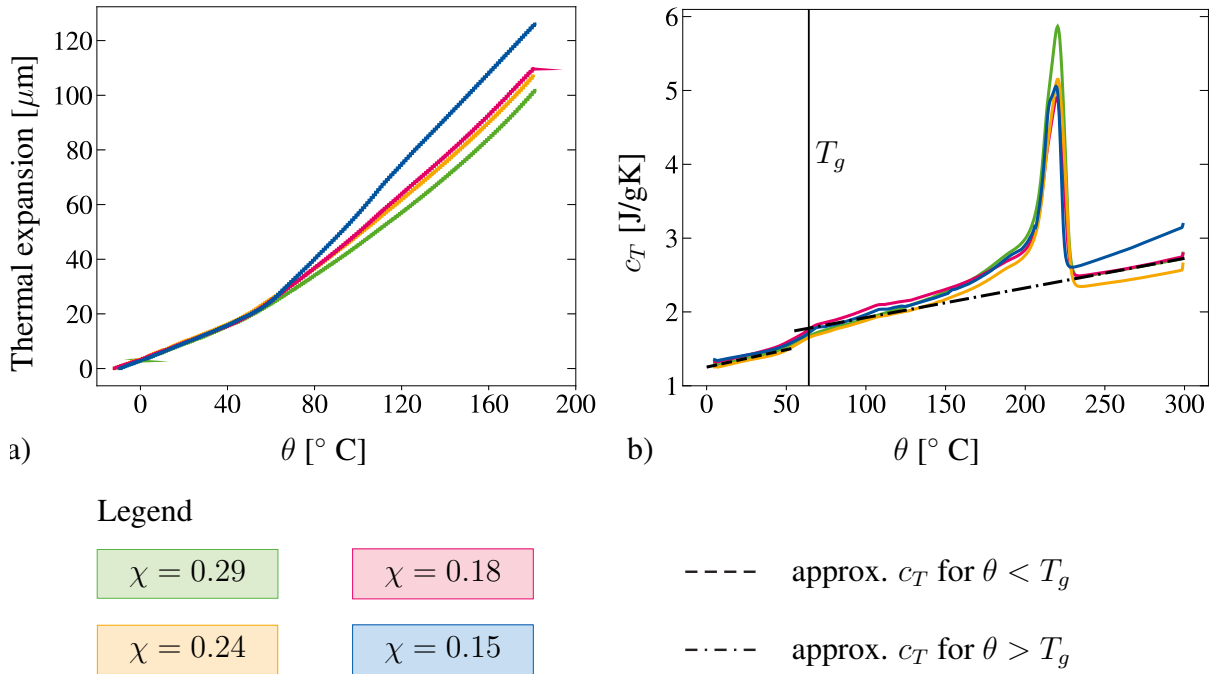 120
100
80
60
40
20
0
Thermal expansion [μm]
0
40
80
120
160
200
θ [° C]
a)
6
5
4
3
2
1
c_T [J/gK]
T_g
0
50
100
150
200
250
300
θ [° C]
b)
Legend
χ = 0.29
χ = 0.18
χ = 0.24
χ = 0.15
approx. c_T for θ < T_g
approx. c_T for θ > T_g